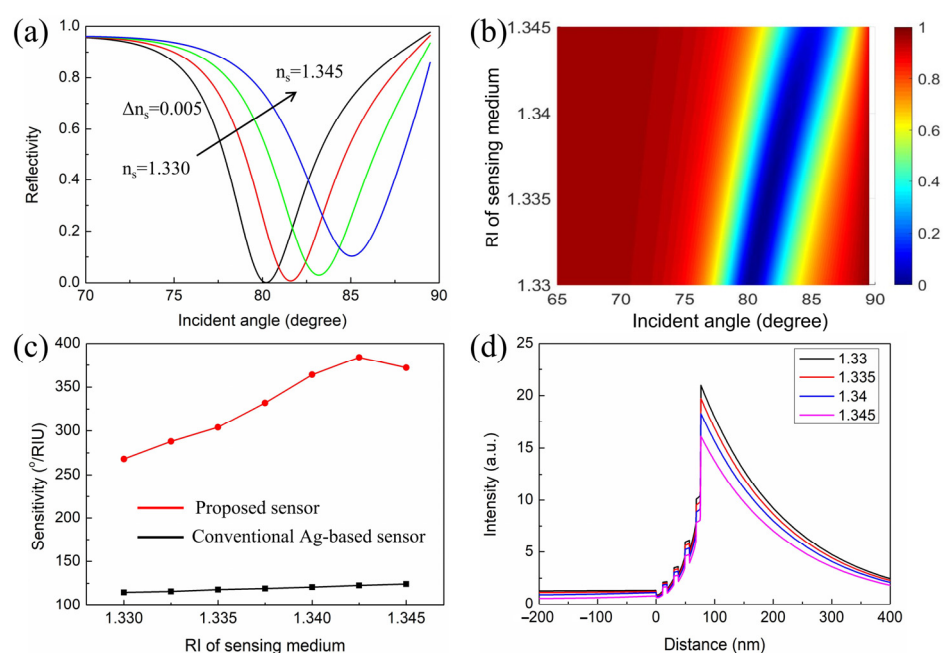 (a)
1.0
0.8
0.6
0.4
0.2
0.0
Reflectivity
nₛ=1.345
Δnₛ=0.005
nₛ=1.330
70 75 80 85 90
Incident angle (degree)
(b)
1.345
1.34
1.335
1.33
RI of sensing medium
65 70 75 80 85 90
Incident angle (degree)
1
0.8
0.6
0.4
0.2
0
(c)
400
350
300
250
200
150
100
Sensitivity (°/RIU)
Proposed sensor
Conventional Ag-based sensor
1.330 1.335 1.340 1.345
RI of sensing medium
(d)
25
20
15
10
5
0
Intensity (a.u.)
1.33
1.335
1.34
1.345
−200 −100 0 100 200 300 400
Distance (nm)